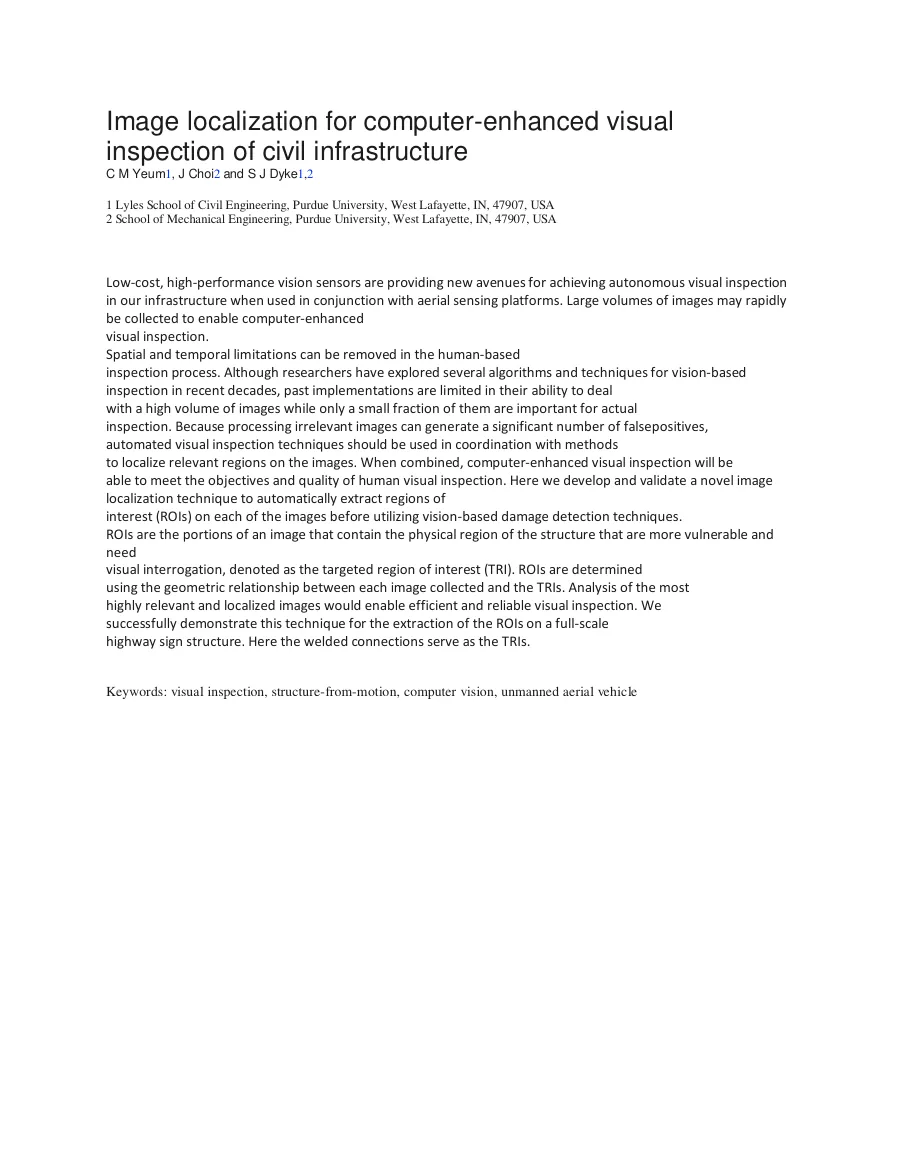 Image localization for computer-enhanced visual
inspection of civil infrastructure
C M Yeum1, J Choi2 and S J Dyke1,2
1 Lyles School of Civil Engineering, Purdue University, West Lafayette, IN, 47907, USA
2 School of Mechanical Engineering, Purdue University, West Lafayette, IN, 47907, USA
Low-cost, high-performance vision sensors are providing new avenues for achieving autonomous visual inspection
in our infrastructure when used in conjunction with aerial sensing platforms. Large volumes of images may rapidly
be collected to enable computer-enhanced
visual inspection.
Spatial and temporal limitations can be removed in the human-based
inspection process. Although researchers have explored several algorithms and techniques for vision-based
inspection in recent decades, past implementations are limited in their ability to deal
with a high volume of images while only a small fraction of them are important for actual
inspection. Because processing irrelevant images can generate a significant number of falsepositives,
automated visual inspection techniques should be used in coordination with methods
to localize relevant regions on the images. When combined, computer-enhanced visual inspection will be
able to meet the objectives and quality of human visual inspection. Here we develop and validate a novel image
localization technique to automatically extract regions of
interest (ROIs) on each of the images before utilizing vision-based damage detection techniques.
ROIs are the portions of an image that contain the physical region of the structure that are more vulnerable and
need
visual interrogation, denoted as the targeted region of interest (TRI). ROIs are determined
using the geometric relationship between each image collected and the TRIs. Analysis of the most
highly relevant and localized images would enable efficient and reliable visual inspection. We
successfully demonstrate this technique for the extraction of the ROIs on a full-scale
highway sign structure. Here the welded connections serve as the TRIs.
Keywords: visual inspection, structure-from-motion, computer vision, unmanned aerial vehicle